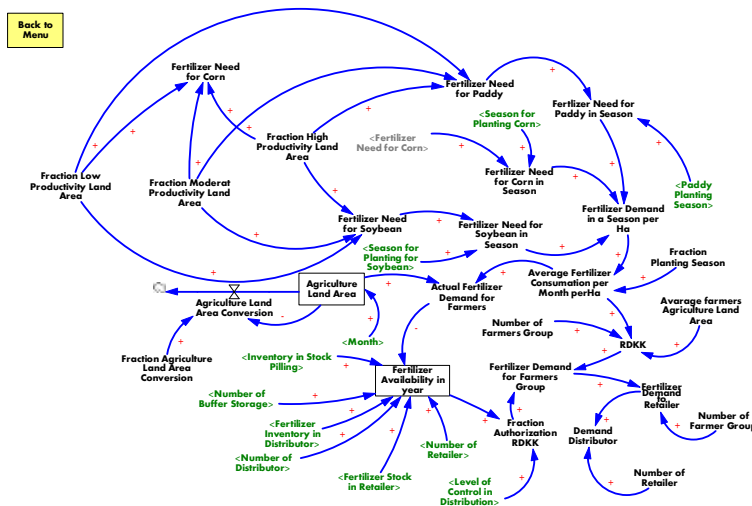 Back to
Menu
Fertilizer Need
for Corn
Fertilizer Need
for Paddy
Fertlizer Need for
Paddy in Season
<Season for
Planting Corn>
<Fertilizer
Need for Corn>
Fraction High
Productivity Land
Area
Fraction Low
Productivity Land
Area
Fraction Moderat
Productivity Land
Area
Fertilizer Need
for Corn in
Season
<Paddy
Planting
Season>
Fertilizer Need
for Soybean
Fertilizer Need for
Soybean in
Season
Fertilizer Demand
in a Season per
Ha
<Season for
Planting for
Soybean>
Fraction
Planting Season
Agriculture
Land Area
Actual Fertilizer
Demand for
Farmers
Average Fertilizer
Consumation per
Month perHa
Agriculture Land
Area Conversion
Avarage farmers
Agriculture Land
Area
<Month>
Number of
Farmers Group
RDKK
Fraction Agriculture
Land Area
Conversion
<Inventory in Stock
Pilling>
Fertilizer
Availability in
year
Fertilizer Demand
for Farmers
Group
Fertilizer
Demand to
Retailer
<Number of
Buffer Storage>
<Fertilizer
Inventory in
Distributor>
<Number of
Distributor>
<Number of
Retailer>
Fraction
Authorization
RDKK
Demand
Distributor
Number of
Farmer Group
<Fertilizer Stock
in Retailer>
<Level of
Control in
Distribution>
Number of
Retailer